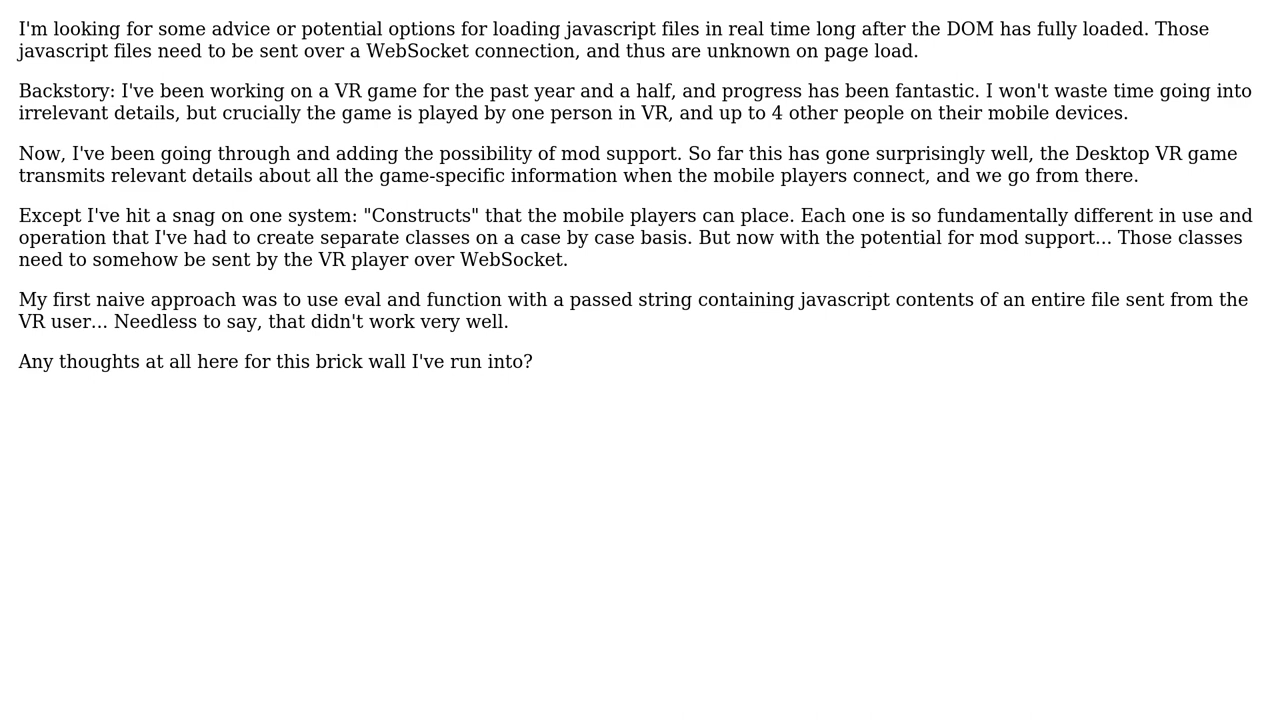 I'm looking for some advice or potential options for loading javascript files in real time long after the DOM has fully loaded. Those
javascript files need to be sent over a WebSocket connection, and thus are unknown on page load.
Backstory: I've been working on a VR game for the past year and a half, and progress has been fantastic. I won't waste time going into
irrelevant details, but crucially the game is played by one person in VR, and up to 4 other people on their mobile devices.
Now, I've been going through and adding the possibility of mod support. So far this has gone surprisingly well, the Desktop VR game
transmits relevant details about all the game-specific information when the mobile players connect, and we go from there.
Except I've hit a snag on one system: "Constructs" that the mobile players can place. Each one is so fundamentally different in use and
operation that I've had to create separate classes on a case by case basis. But now with the potential for mod support... Those classes
need to somehow be sent by the VR player over WebSocket.
My first naive approach was to use eval and function with a passed string containing javascript contents of an entire file sent from the
VR user... Needless to say, that didn't work very well.
Any thoughts at all here for this brick wall I've run into?